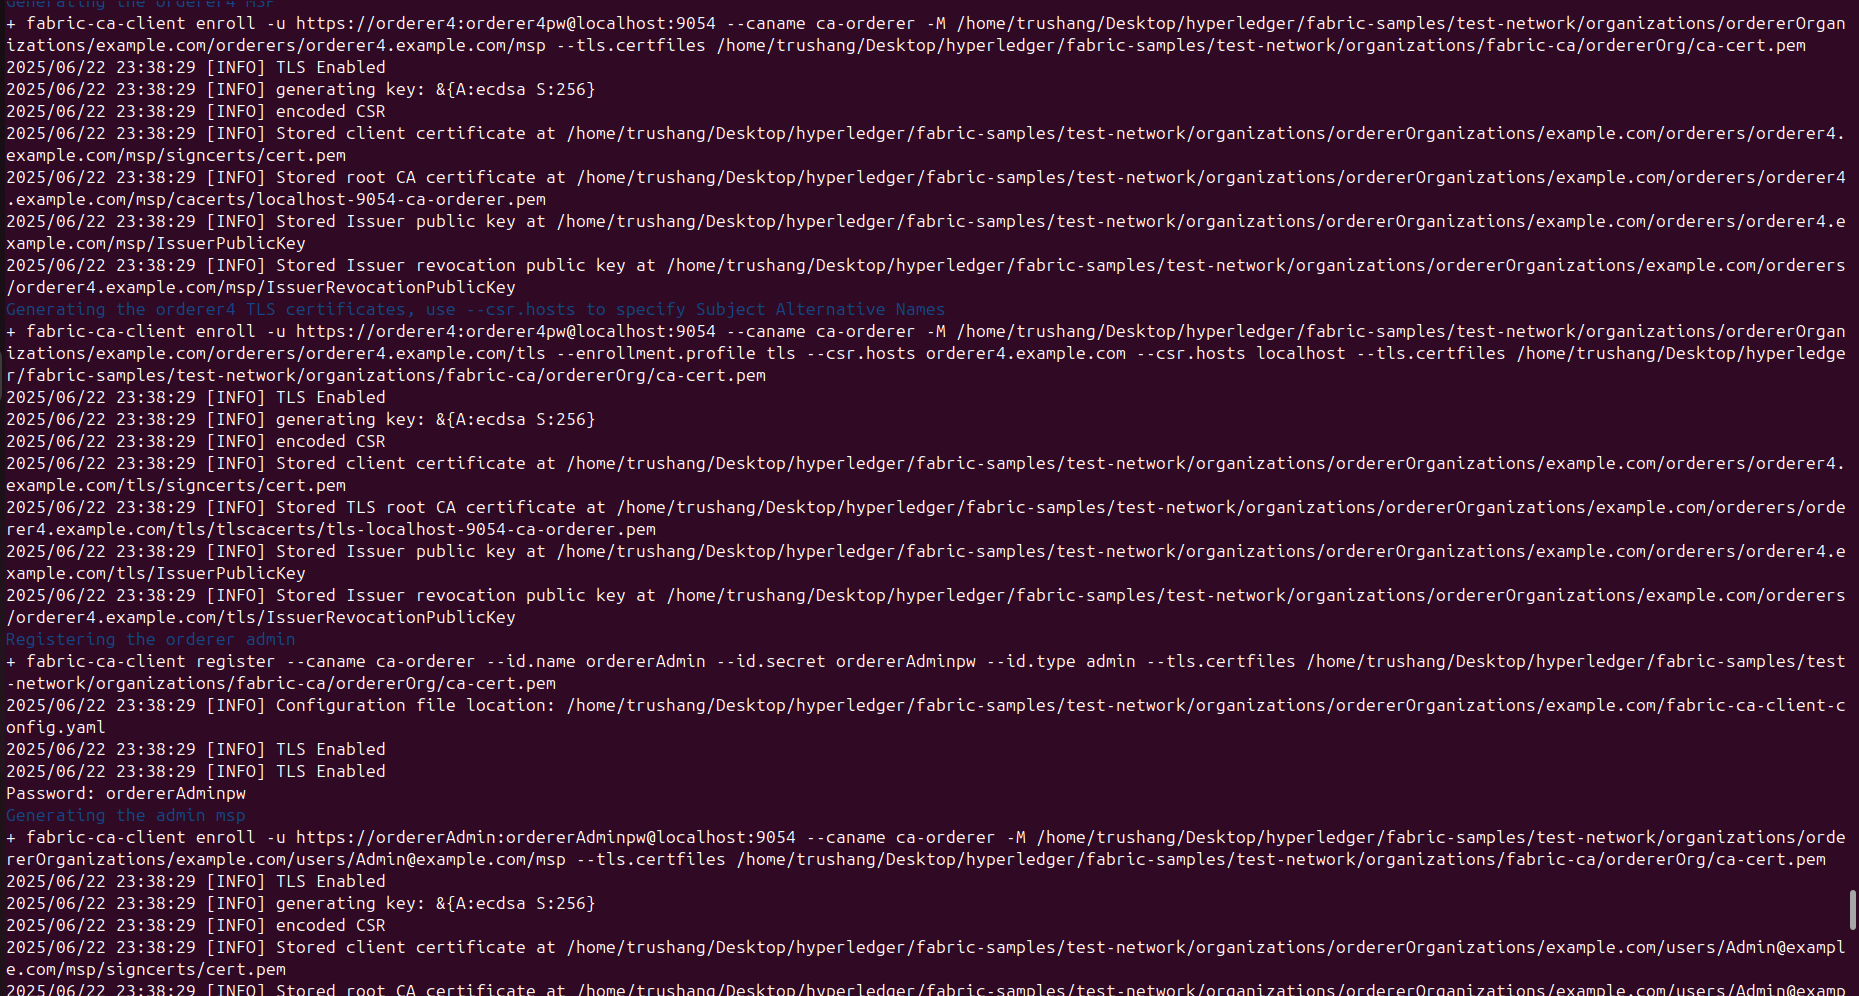 Generating the orderer4 MSP
+ fabric-ca-client enroll -u https://orderer4:orderer4pw@localhost:9054 --caname ca-orderer -M /home/trushang/Desktop/hyperledger/fabric-samples/test-network/organizations/ordererOrgan
izations/example.com/orderers/orderer4.example.com/msp --tls.certfiles /home/trushang/Desktop/hyperledger/fabric-samples/test-network/organizations/fabric-ca/ordererOrg/ca-cert.pem
2025/06/22 23:38:29 [INFO] TLS Enabled
2025/06/22 23:38:29 [INFO] generating key: &{A:ecdsa S:256}
2025/06/22 23:38:29 [INFO] encoded CSR
2025/06/22 23:38:29 [INFO] Stored client certificate at /home/trushang/Desktop/hyperledger/fabric-samples/test-network/organizations/ordererOrganizations/example.com/orderers/orderer4.
example.com/msp/signcerts/cert.pem
2025/06/22 23:38:29 [INFO] Stored root CA certificate at /home/trushang/Desktop/hyperledger/fabric-samples/test-network/organizations/ordererOrganizations/example.com/orderers/orderer4
.example.com/msp/cacerts/localhost-9054-ca-orderer.pem
2025/06/22 23:38:29 [INFO] Stored Issuer public key at /home/trushang/Desktop/hyperledger/fabric-samples/test-network/organizations/ordererOrganizations/example.com/orderers/orderer4.e
xample.com/msp/IssuerPublicKey
2025/06/22 23:38:29 [INFO] Stored Issuer revocation public key at /home/trushang/Desktop/hyperledger/fabric-samples/test-network/organizations/ordererOrganizations/example.com/orderers
/orderer4.example.com/msp/IssuerRevocationPublicKey
Generating the orderer4 TLS certificates, use --csr.hosts to specify Subject Alternative Names
+ fabric-ca-client enroll -u https://orderer4:orderer4pw@localhost:9054 --caname ca-orderer -M /home/trushang/Desktop/hyperledger/fabric-samples/test-network/organizations/ordererOrgan
izations/example.com/orderers/orderer4.example.com/tls --enrollment.profile tls --csr.hosts orderer4.example.com --csr.hosts localhost --tls.certfiles /home/trushang/Desktop/hyperledge
r/fabric-samples/test-network/organizations/fabric-ca/ordererOrg/ca-cert.pem
2025/06/22 23:38:29 [INFO] TLS Enabled
2025/06/22 23:38:29 [INFO] generating key: &{A:ecdsa S:256}
2025/06/22 23:38:29 [INFO] encoded CSR
2025/06/22 23:38:29 [INFO] Stored client certificate at /home/trushang/Desktop/hyperledger/fabric-samples/test-network/organizations/ordererOrganizations/example.com/orderers/orderer4.
example.com/tls/signcerts/cert.pem
2025/06/22 23:38:29 [INFO] Stored TLS root CA certificate at /home/trushang/Desktop/hyperledger/fabric-samples/test-network/organizations/ordererOrganizations/example.com/orderers/orde
rer4.example.com/tls/tlscacerts/tls-localhost-9054-ca-orderer.pem
2025/06/22 23:38:29 [INFO] Stored Issuer public key at /home/trushang/Desktop/hyperledger/fabric-samples/test-network/organizations/ordererOrganizations/example.com/orderers/orderer4.e
xample.com/tls/IssuerPublicKey
2025/06/22 23:38:29 [INFO] Stored Issuer revocation public key at /home/trushang/Desktop/hyperledger/fabric-samples/test-network/organizations/ordererOrganizations/example.com/orderers
/orderer4.example.com/tls/IssuerRevocationPublicKey
Registering the orderer admin
+ fabric-ca-client register --caname ca-orderer --id.name ordererAdmin --id.secret ordererAdminpw --id.type admin --tls.certfiles /home/trushang/Desktop/hyperledger/fabric-samples/test
-network/organizations/fabric-ca/ordererOrg/ca-cert.pem
2025/06/22 23:38:29 [INFO] Configuration file location: /home/trushang/Desktop/hyperledger/fabric-samples/test-network/organizations/ordererOrganizations/example.com/fabric-ca-client-c
onfig.yaml
2025/06/22 23:38:29 [INFO] TLS Enabled
2025/06/22 23:38:29 [INFO] TLS Enabled
Password: ordererAdminpw
Generating the admin msp
+ fabric-ca-client enroll -u https://ordererAdmin:ordererAdminpw@localhost:9054 --caname ca-orderer -M /home/trushang/Desktop/hyperledger/fabric-samples/test-network/organizations/orde
rerOrganizations/example.com/users/Admin@example.com/msp --tls.certfiles /home/trushang/Desktop/hyperledger/fabric-samples/test-network/organizations/fabric-ca/ordererOrg/ca-cert.pem
2025/06/22 23:38:29 [INFO] TLS Enabled
2025/06/22 23:38:29 [INFO] generating key: &{A:ecdsa S:256}
2025/06/22 23:38:29 [INFO] encoded CSR
2025/06/22 23:38:29 [INFO] Stored client certificate at /home/trushang/Desktop/hyperledger/fabric-samples/test-network/organizations/ordererOrganizations/example.com/users/Admin@exampl
e.com/msp/signcerts/cert.pem
2025/06/22 23:38:29 [INFO] Stored root CA certificate at /home/trushang/Desktop/hyperledger/fabric-samples/test-network/organizations/ordererOrganizations/example.com/users/Admin@examp